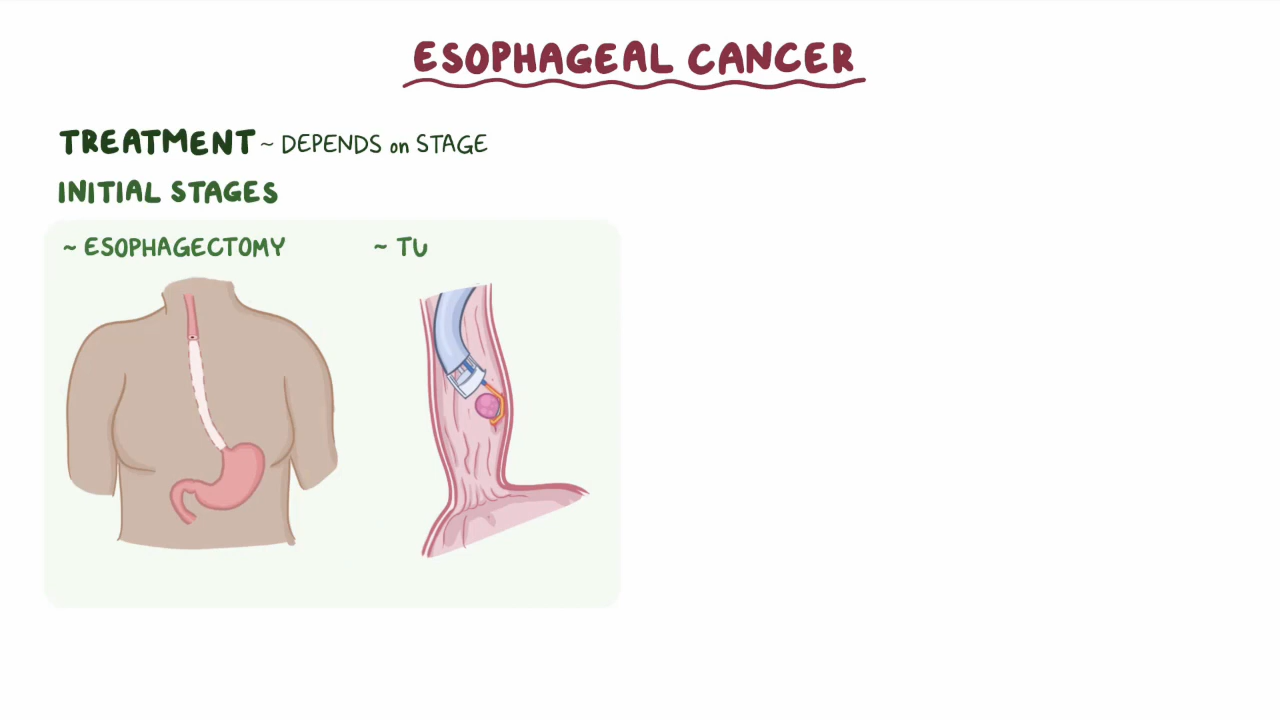 ESOPHAGEAL CANCER
TREATMENT ~ DEPENDS on STAGE
INITIAL STAGES
~ ESOPHAGECTOMY
~ TU